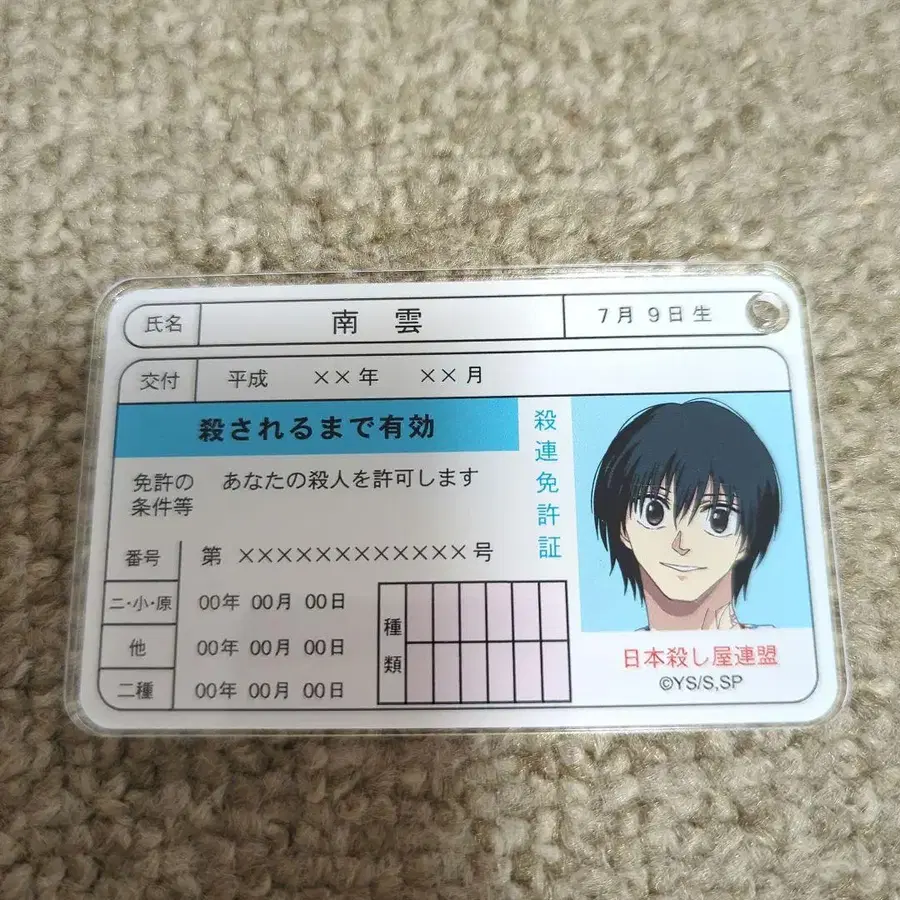 氏名 南雲 7月9日生
交付 平成 ××年 ××月
殺されるまで有効
免許の条件等 あなたの殺人を許可します
番号 第 ×××××××××××× 号
二・小・原 00年 00月 00日
他 00年 00月 00日
二種 00年 00月 00日
種類
殺連免許証
日本殺し屋連盟
©YS/S,SP